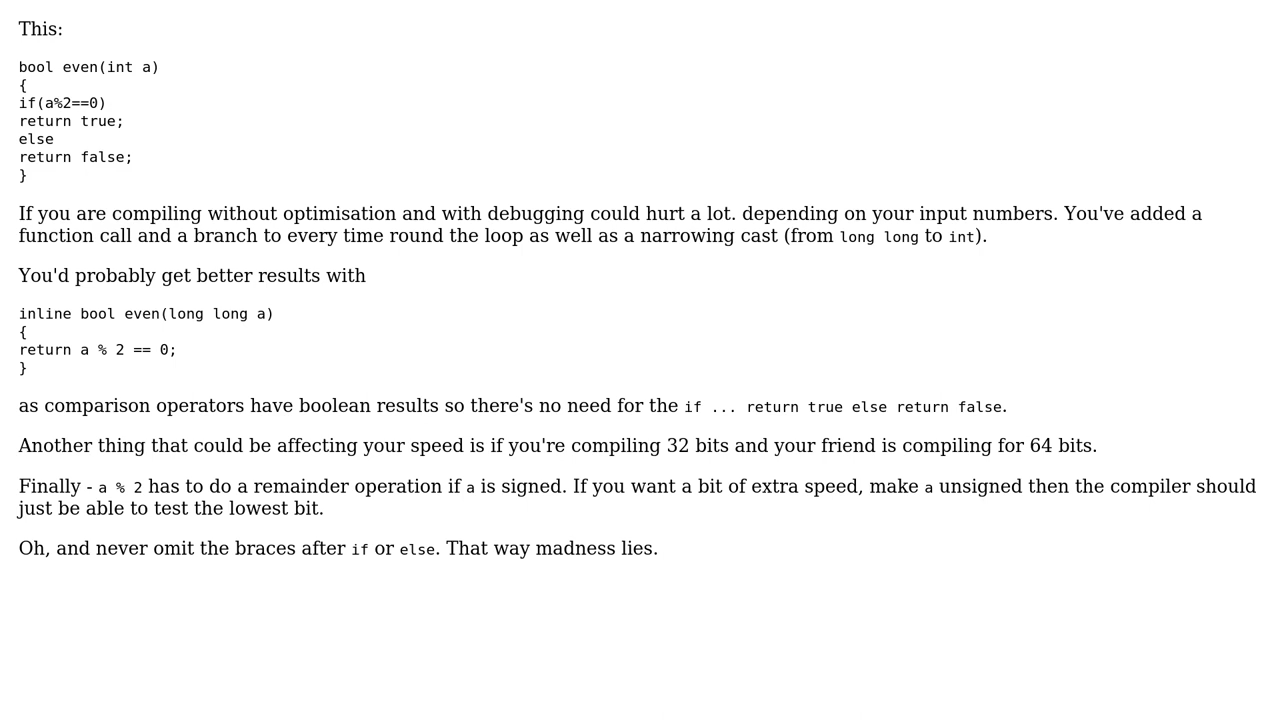 This:
bool even(int a)
{
if(a%2==0)
return true;
else
return false;
}
If you are compiling without optimisation and with debugging could hurt a lot. depending on your input numbers. You've added a
function call and a branch to every time round the loop as well as a narrowing cast (from long long to int).
You'd probably get better results with
inline bool even(long long a)
{
return a % 2 == 0;
}
as comparison operators have boolean results so there's no need for the if ... return true else return false.
Another thing that could be affecting your speed is if you're compiling 32 bits and your friend is compiling for 64 bits.
Finally - a % 2 has to do a remainder operation if a is signed. If you want a bit of extra speed, make a unsigned then the compiler should
just be able to test the lowest bit.
Oh, and never omit the braces after if or else. That way madness lies.